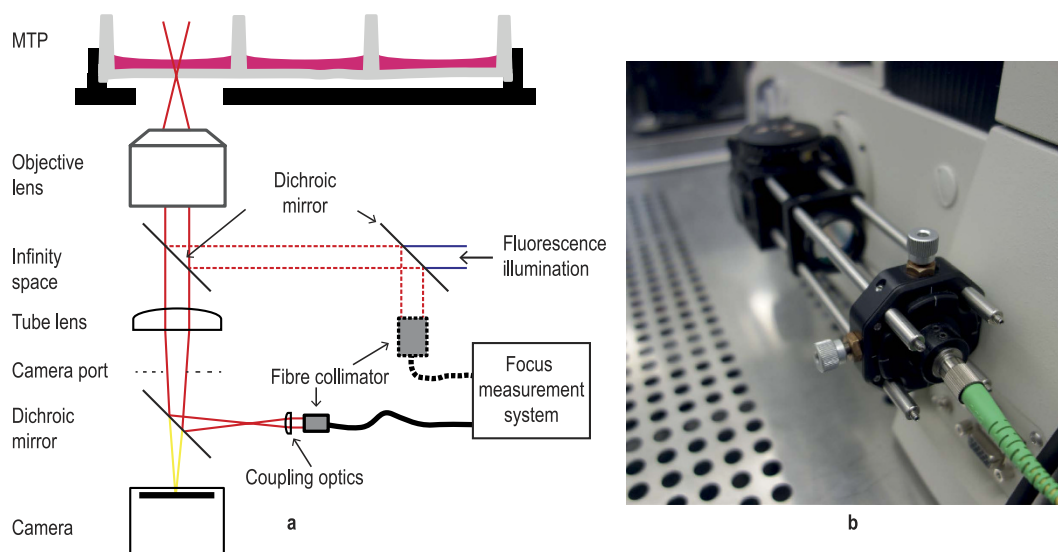 MTP
Objective
lens
Dichroic
mirror
Infinity
space
Fluorescence
illumination
Tube lens
Camera port
Fibre collimator
Focus
measurement
system
Dichroic
mirror
Coupling optics
Camera
a
b